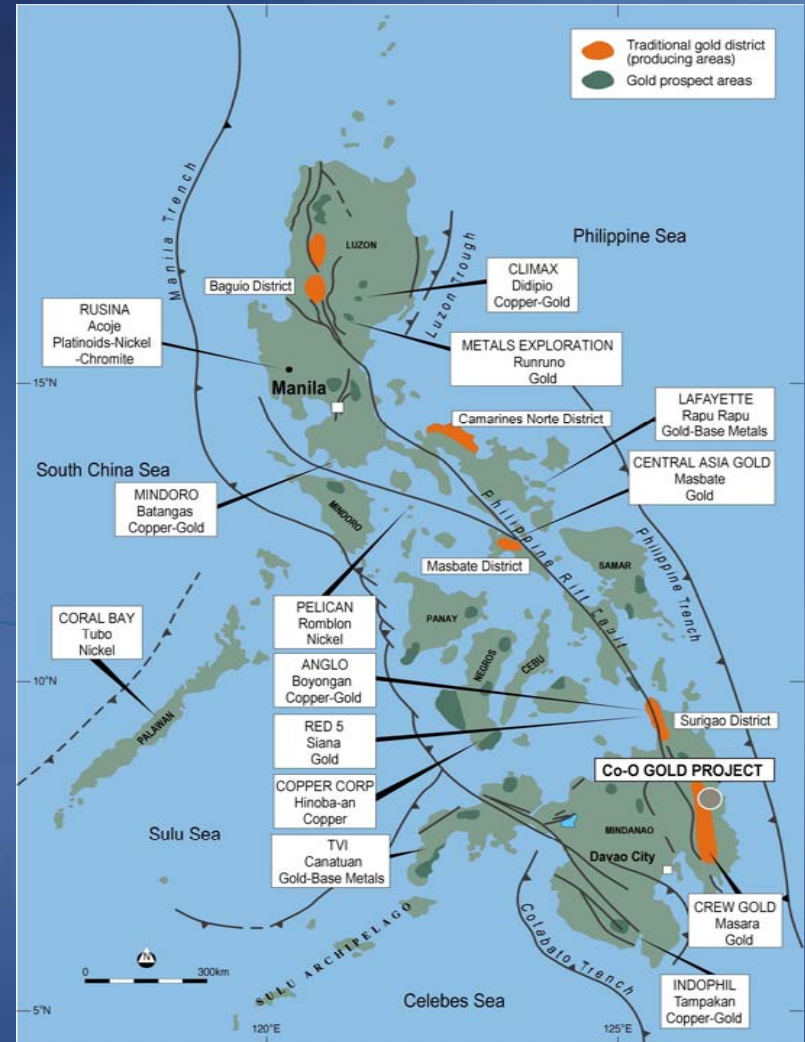 Traditional gold district
(producing areas)
Gold prospect areas
Manila Trench
LUZON
Philippine Sea
Luzon Trough
Baguio District
CLIMAX
Didipio
Copper-Gold
RUSINA
Acoje
Platinoids-Nickel
-Chromite
METALS EXPLORATION
Runruno
Gold
15°N
Manila
LAFAYETTE
Rapu Rapu
Gold-Base Metals
Camarines Norte District
South China Sea
CENTRAL ASIA GOLD
Masbate
Gold
MINDORO
Batangas
Copper-Gold
MINDORO
Philippine Rift Fault
Philippine Trench
Masbate District
SAMAR
PELICAN
Romblon
Nickel
PANAY
CORAL BAY
Tubo
Nickel
ANGLO
Boyongan
Copper-Gold
NEGROS
CEBU
10°N
PALAWAN
Surigao District
RED 5
Siana
Gold
Co-O GOLD PROJECT
COPPER CORP
Hinoba-an
Copper
Sulu Sea
MINDANAO
TVI
Canatuan
Gold-Base Metals
Davao City
CREW GOLD
Masara
Gold
Cotabato Trench
SULU ARCHIPELAGO
N
0 300km
INDOPHIL
Tampakan
Copper-Gold
Celebes Sea
5°N
120°E
125°E